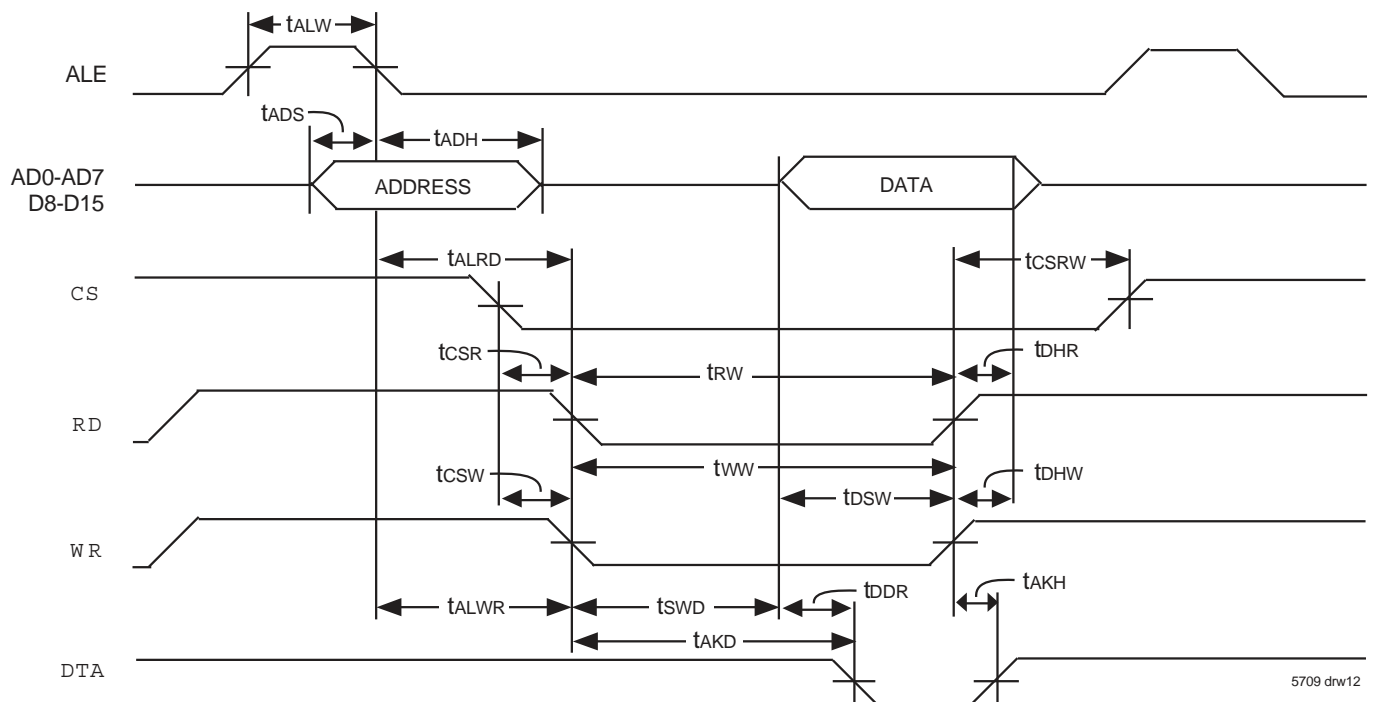 tALW
ALE
tADS
tADH
AD0-AD7
D8-D15
ADDRESS
DATA
tALRD
tCSRW
CS
tCSR
tDHR
tRW
RD
tWW
tCSW
tDHW
tDSW
WR
tALWR
tSWD
tDDR
tAKH
tAKD
DTA
5709 drw12